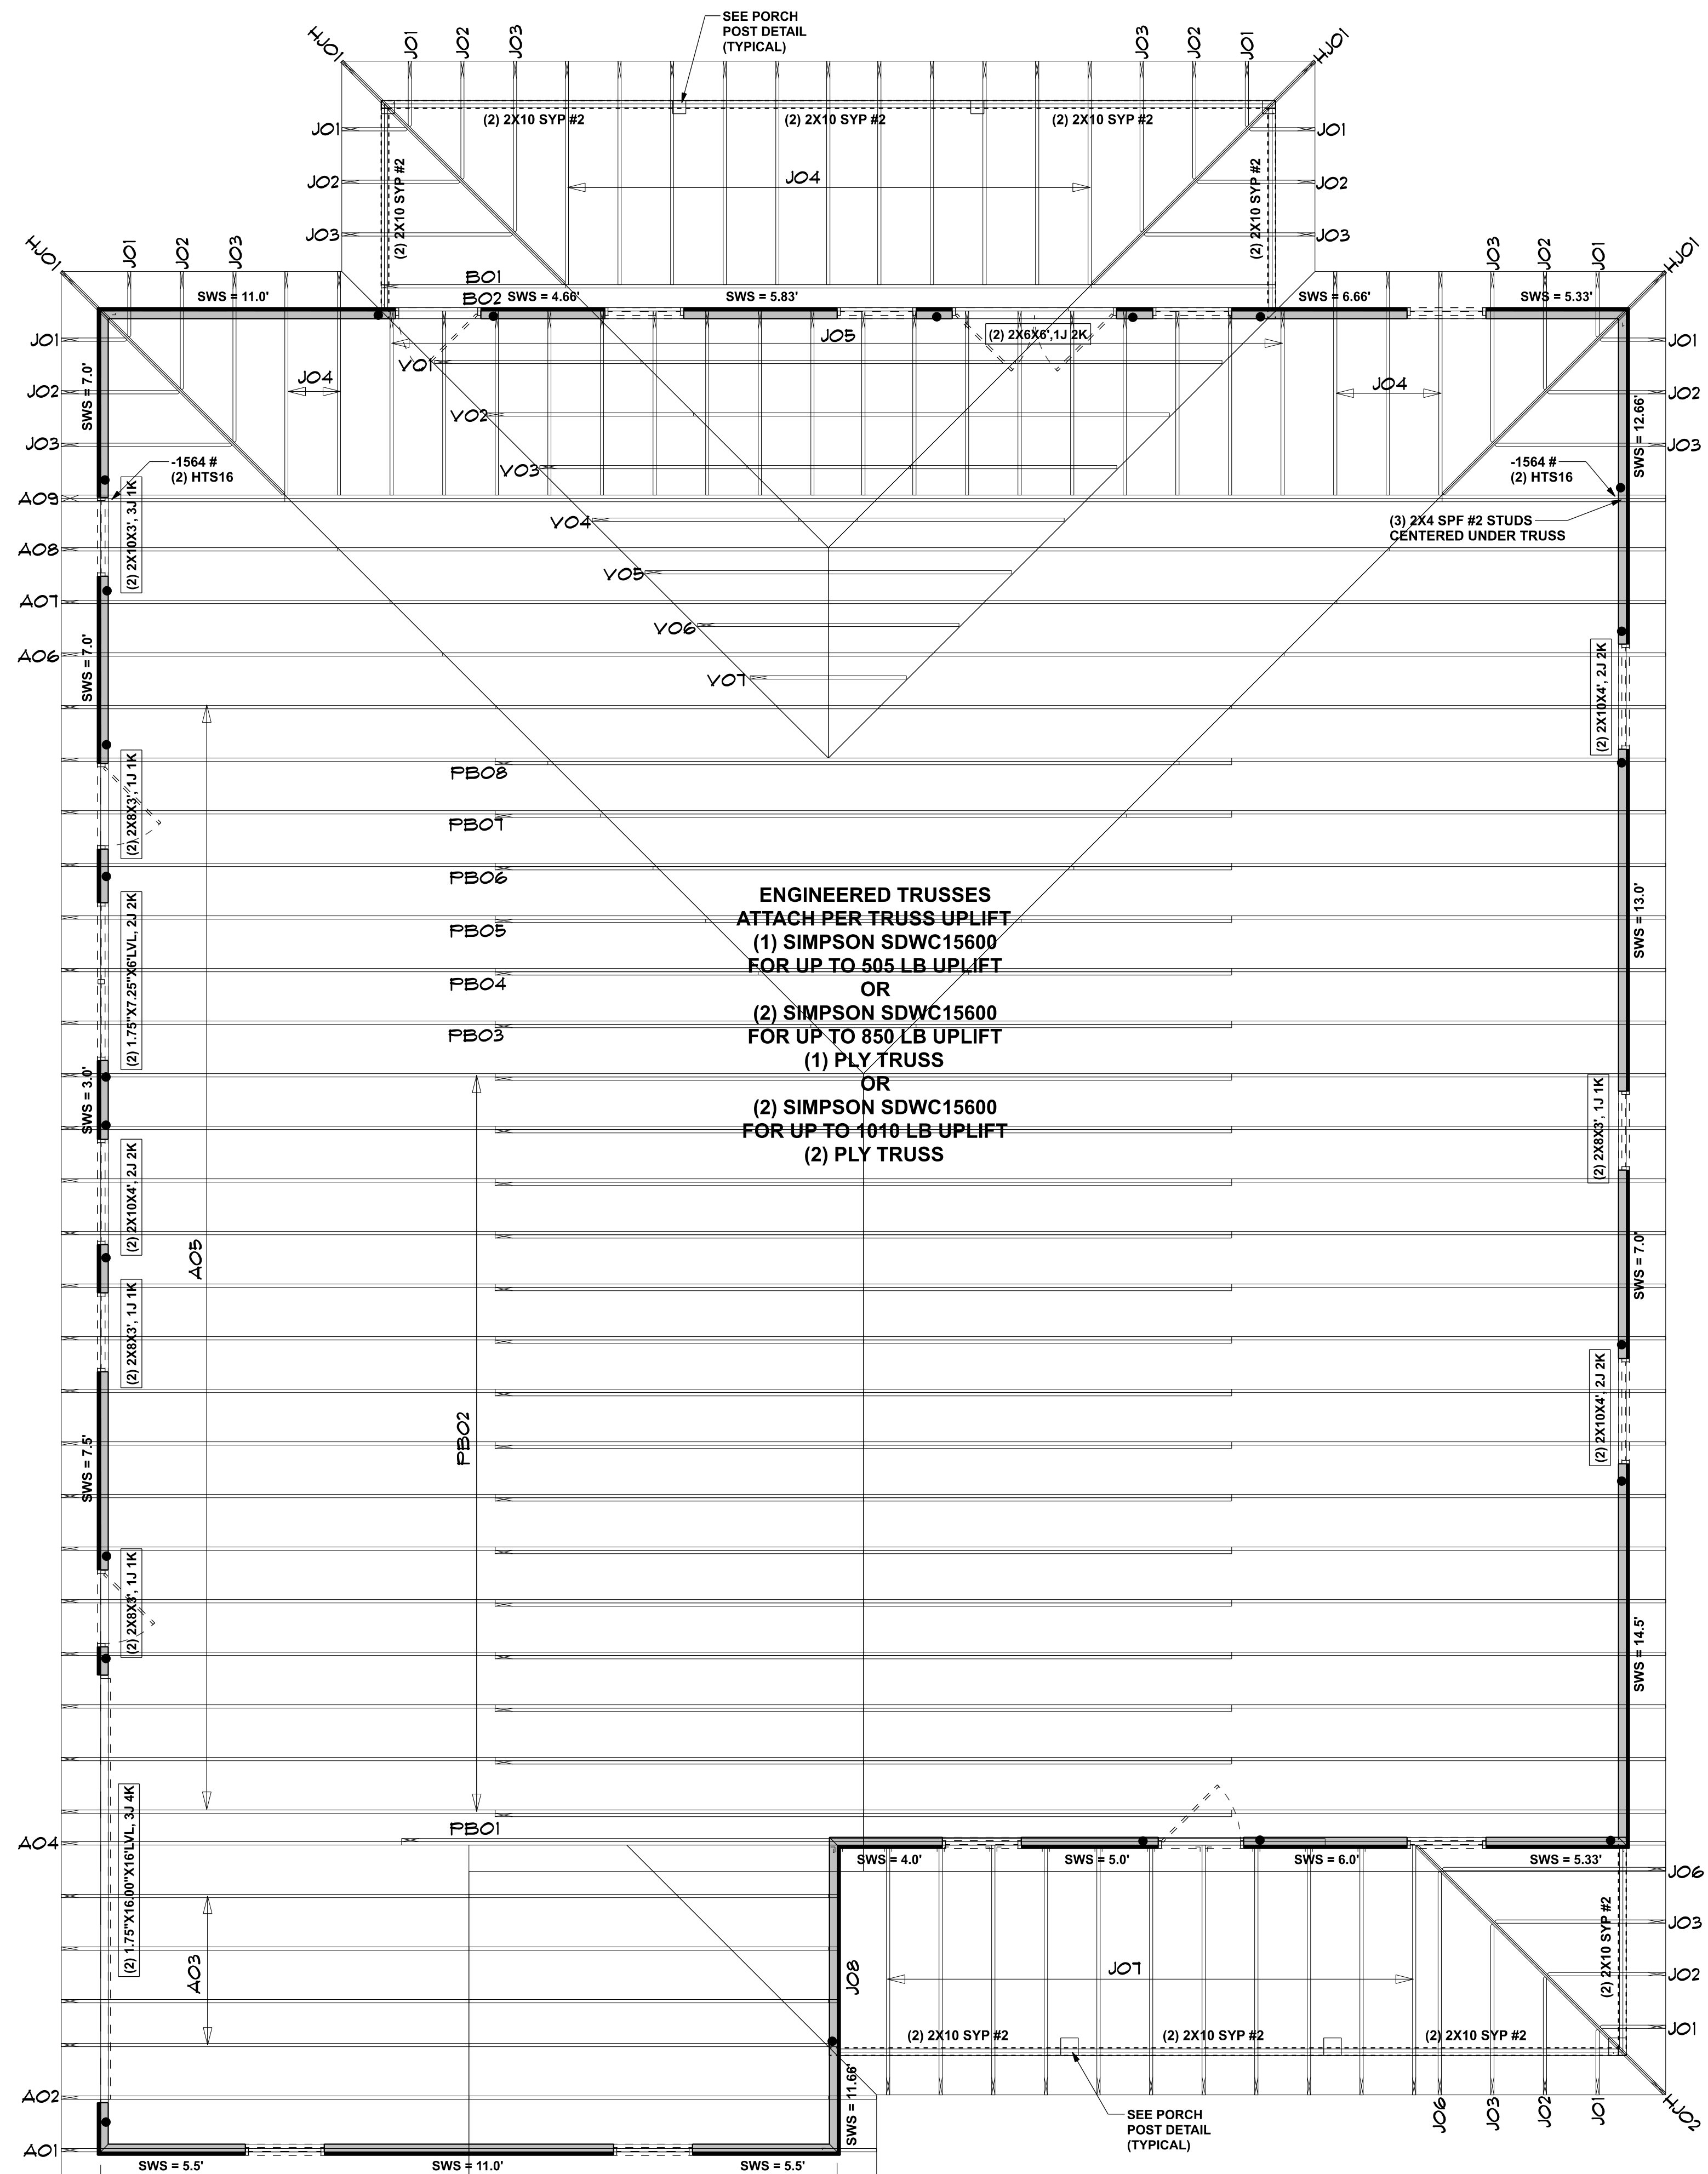 SEE PORCH
POST DETAIL
(TYPICAL)
HJ01
J01
J02
J03
J03
J02
J01
HJ01
(2) 2X10 SYP #2
(2) 2X10 SYP #2
(2) 2X10 SYP #2
J01
J01
J02
J02
J03
J03
(2) 2X10 SYP #2
(2) 2X10 SYP #2
J04
HJ01
J01
J02
J03
J03
J02
J01
HJ01
B01
B02
SWS = 11.0'
SWS = 4.66'
SWS = 5.83'
SWS = 6.66'
SWS = 5.33'
J05
(2) 2X6X6',1J 2K
J01
J02
J03
J01
J02
J03
J04
J04
SWS = 7.0'
SWS = 12.66'
V01
V02
V03
V04
V05
V06
V07
-1564 #
(2) HTS16
-1564 #
(2) HTS16
(3) 2X4 SPF #2 STUDS
CENTERED UNDER TRUSS
A09
A08
A07
A06
(2) 2X10X3', 3J 1K
SWS = 7.0'
(2) 2X10X4', 2J 2K
(2) 2X8X3', 1J 1K
PB08
PB07
PB06
PB05
PB04
PB03
ENGINEERED TRUSSES
ATTACH PER TRUSS UPLIFT
(1) SIMPSON SDWC15600
FOR UP TO 505 LB UPLIFT
OR
(2) SIMPSON SDWC15600
FOR UP TO 850 LB UPLIFT
(1) PLY TRUSS
OR
(2) SIMPSON SDWC15600
FOR UP TO 1010 LB UPLIFT
(2) PLY TRUSS
(2) 1.75"X7.25"X6'LVL, 2J 2K
SWS = 13.0'
SWS = 3.0'
(2) 2X8X3', 1J 1K
(2) 2X10X4', 2J 2K
A05
SWS = 7.0'
(2) 2X8X3', 1J 1K
(2) 2X10X4', 2J 2K
PB02
SWS = 7.5'
(2) 2X8X3', 1J 1K
SWS = 14.5'
(2) 1.75"X16.00"X16'LVL, 3J 4K
PB01
A04
SWS = 4.0'
SWS = 5.0'
SWS = 6.0'
SWS = 5.33'
J06
J03
J02
J01
(2) 2X10 SYP #2
A03
J08
J07
(2) 2X10 SYP #2
(2) 2X10 SYP #2
(2) 2X10 SYP #2
A02
A01
SWS = 11.66'
SEE PORCH
POST DETAIL
(TYPICAL)
J06
J03
J02
J01
HJ02
SWS = 5.5'
SWS = 11.0'
SWS = 5.5'